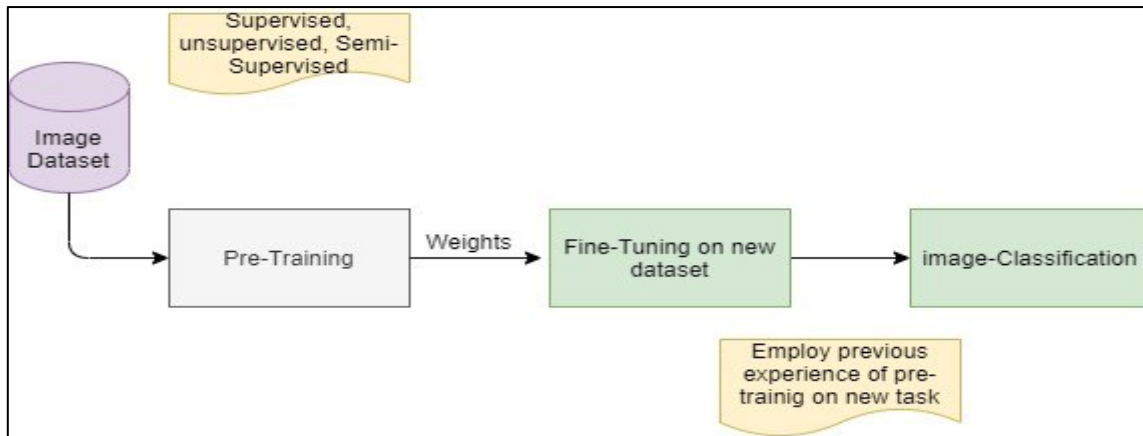 Supervised,
unsupervised, Semi-
Supervised
Image
Dataset
Pre-Training
Weights
Fine-Tuning on new
dataset
image-Classification
Employ previous
experience of pre-
trainig on new task